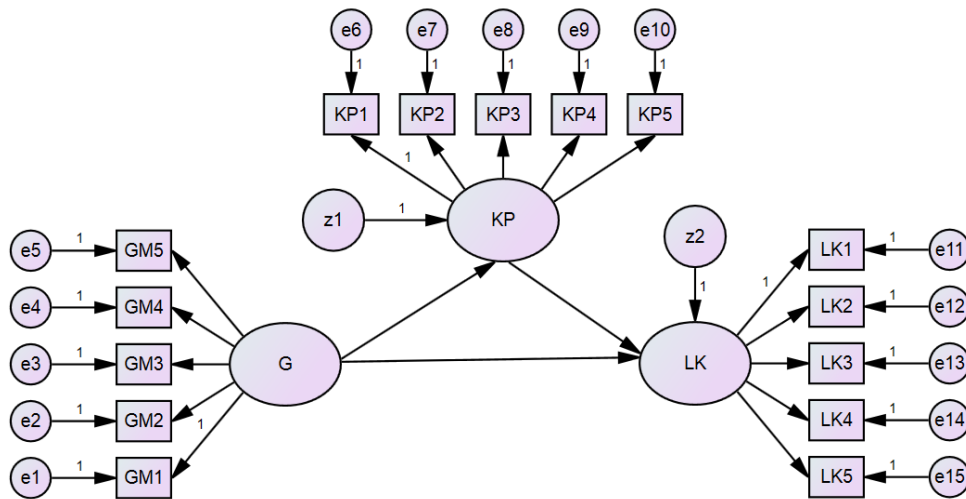 e6 e7 e8 e9 e10
1 1 1 1 1
KP1 KP2 KP3 KP4 KP5
1
z1 1 KP
z2
1
e5 1 GM5
LK1 1 e11
1
e4 1 GM4
LK2 1 e12
e3 1 GM3
G
LK
LK3 1 e13
e2 1 GM2
1
LK4 1 e14
e1 1 GM1
LK5 1 e15